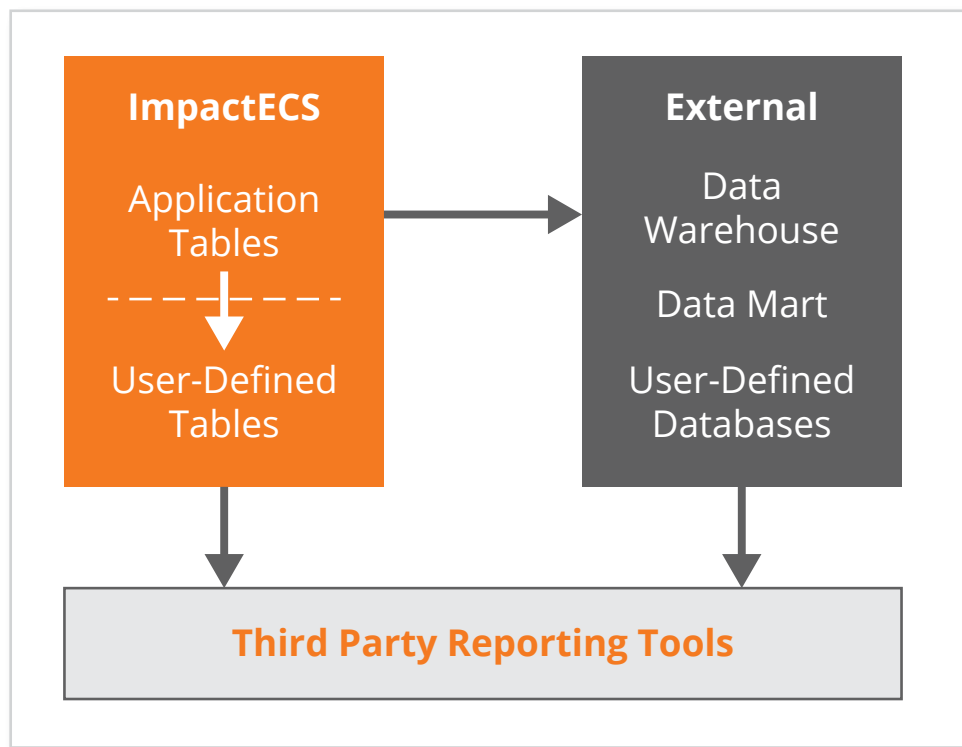 ImpactECS
Application
Tables
User-Defined
Tables
External
Data
Warehouse
Data Mart
User-Defined
Databases
Third Party Reporting Tools